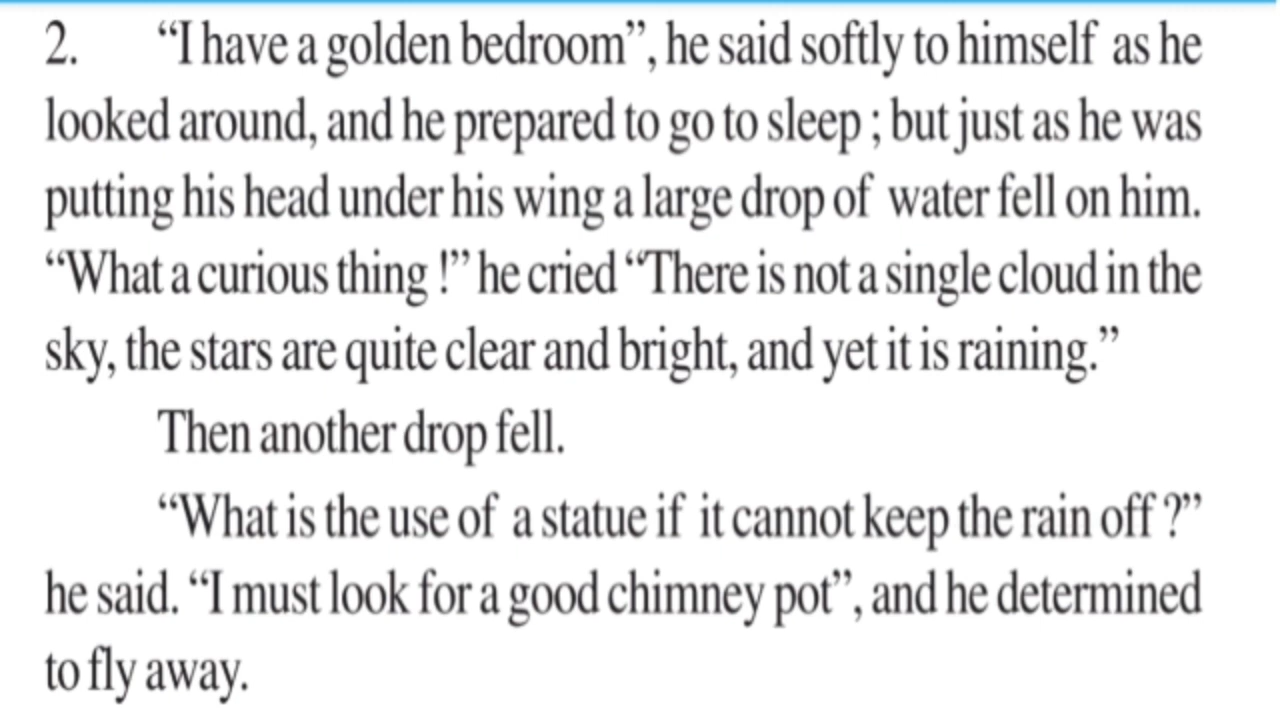 2. “I have a golden bedroom”, he said softly to himself as he
looked around, and he prepared to go to sleep ; but just as he was
putting his head under his wing a large drop of water fell on him.
“What a curious thing !” he cried “There is not a single cloud in the
sky, the stars are quite clear and bright, and yet it is raining.”
Then another drop fell.
“What is the use of a statue if it cannot keep the rain off ?”
he said. “I must look for a good chimney pot”, and he determined
to fly away.